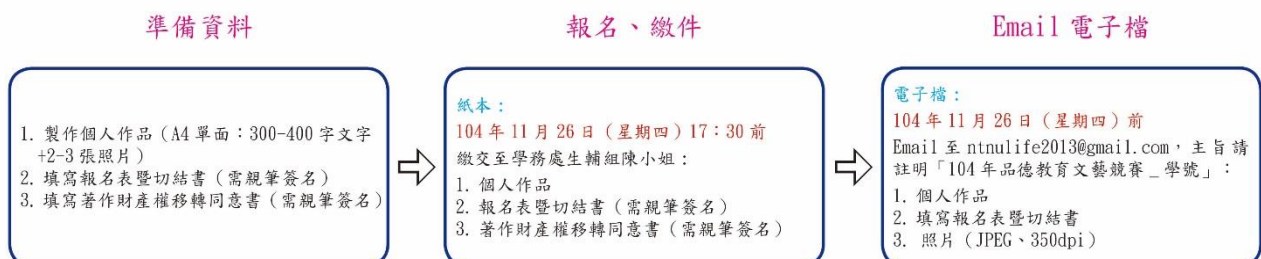 準備資料
1. 製作個人作品（A4 單面：300-400 字文字
+2-3 張照片）
2. 填寫報名表暨切結書（需親筆簽名）
3. 填寫著作財產權移轉同意書（需親筆簽名）
報名、繳件
紙本：
104 年 11 月 26 日（星期四）17：30 前
繳交至學務處生輔組陳小姐：
1. 個人作品
2. 報名表暨切結書（需親筆簽名）
3. 著作財產權移轉同意書（需親筆簽名）
Email 電子檔
電子檔：
104 年 11 月 26 日（星期四）前
Email 至 ntnulife2013@gmail.com，主旨請
註明「104 年品德教育文藝競賽 _ 學號」：
1. 個人作品
2. 填寫報名表暨切結書
3. 照片（JPEG、350dpi）